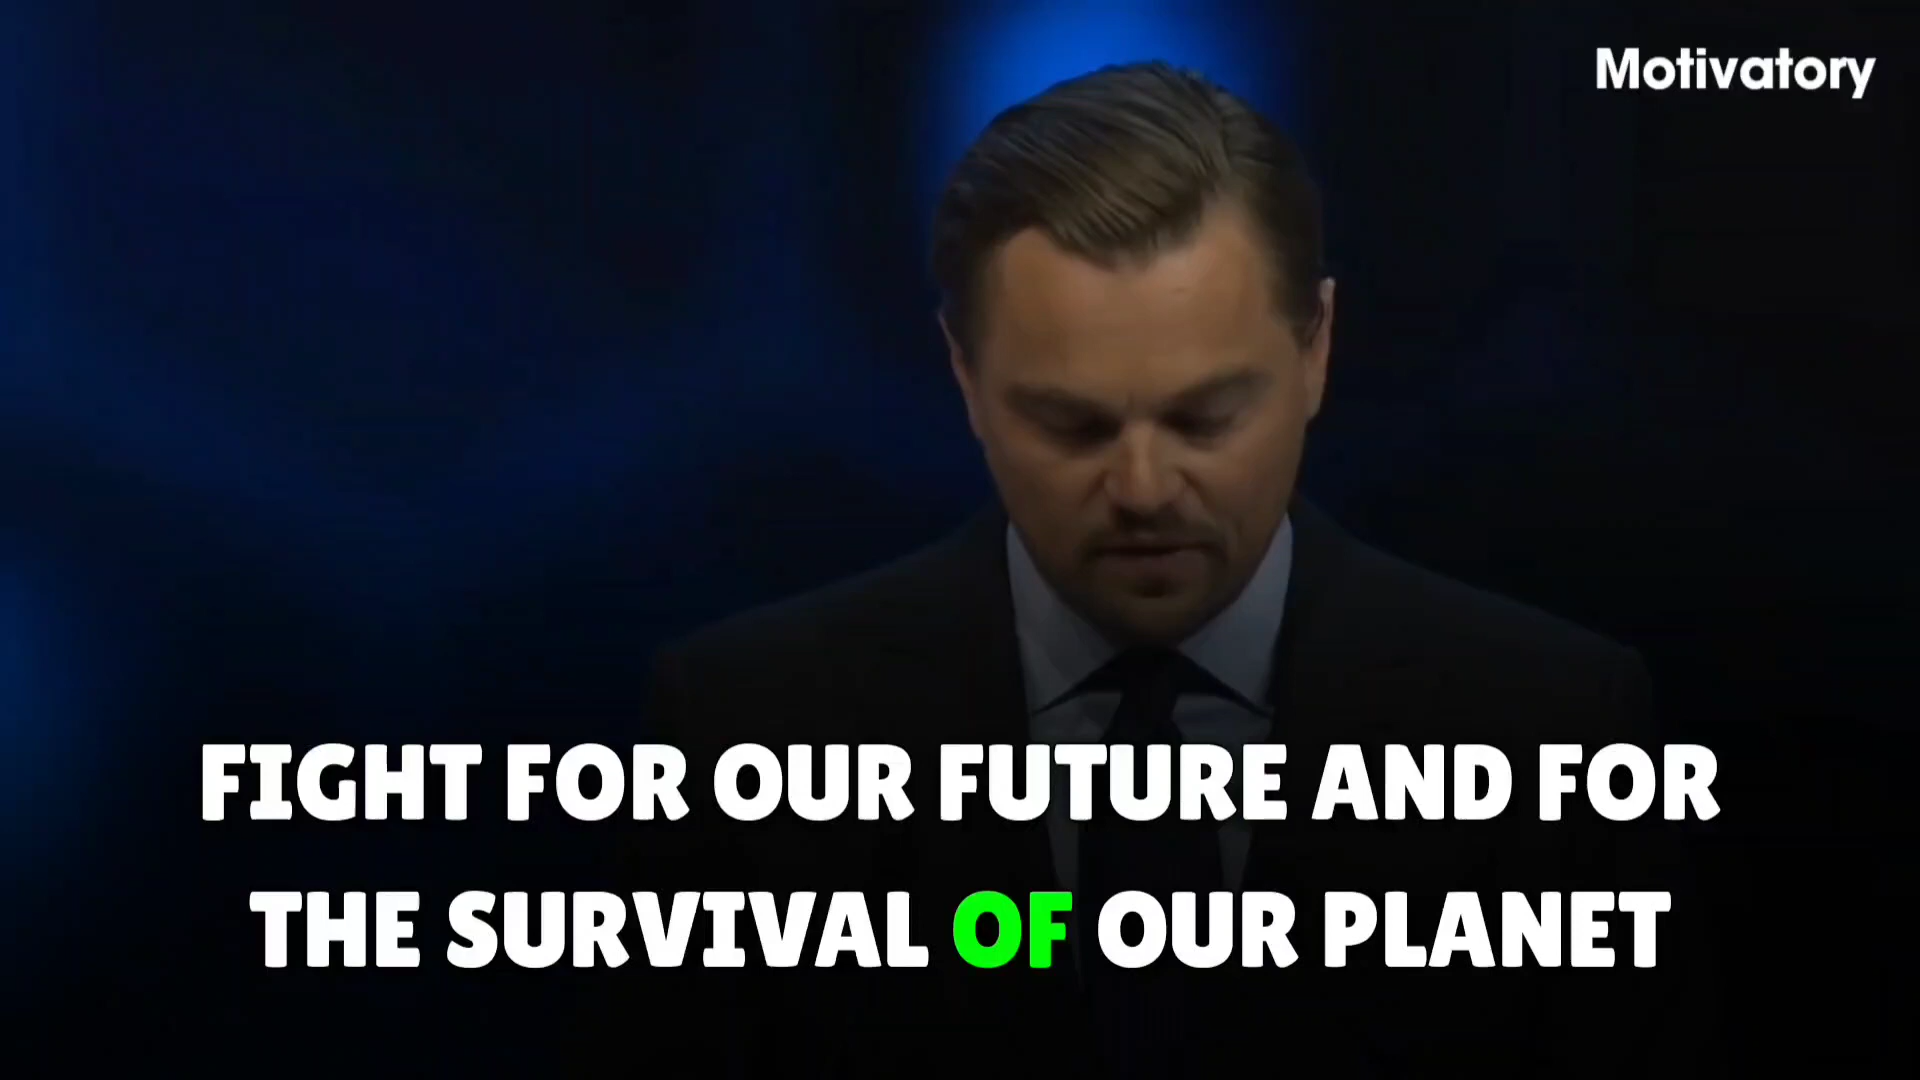 Motivatory
FIGHT FOR OUR FUTURE AND FOR
THE SURVIVAL OF OUR PLANET